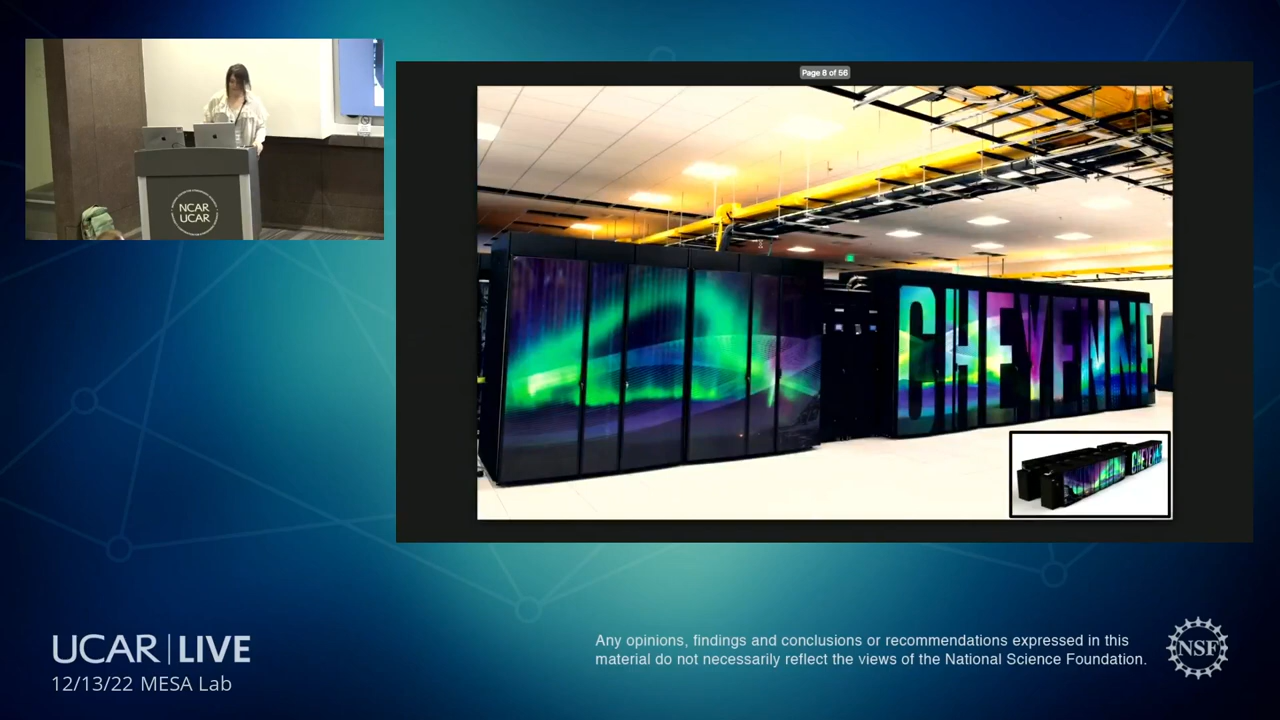 Page 8 of 56
NCAR
UCAR
CHEYENNE
CHEYENNE
UCAR | LIVE
12/13/22 MESA Lab
Any opinions, findings and conclusions or recommendations expressed in this
material do not necessarily reflect the views of the National Science Foundation.
NSF